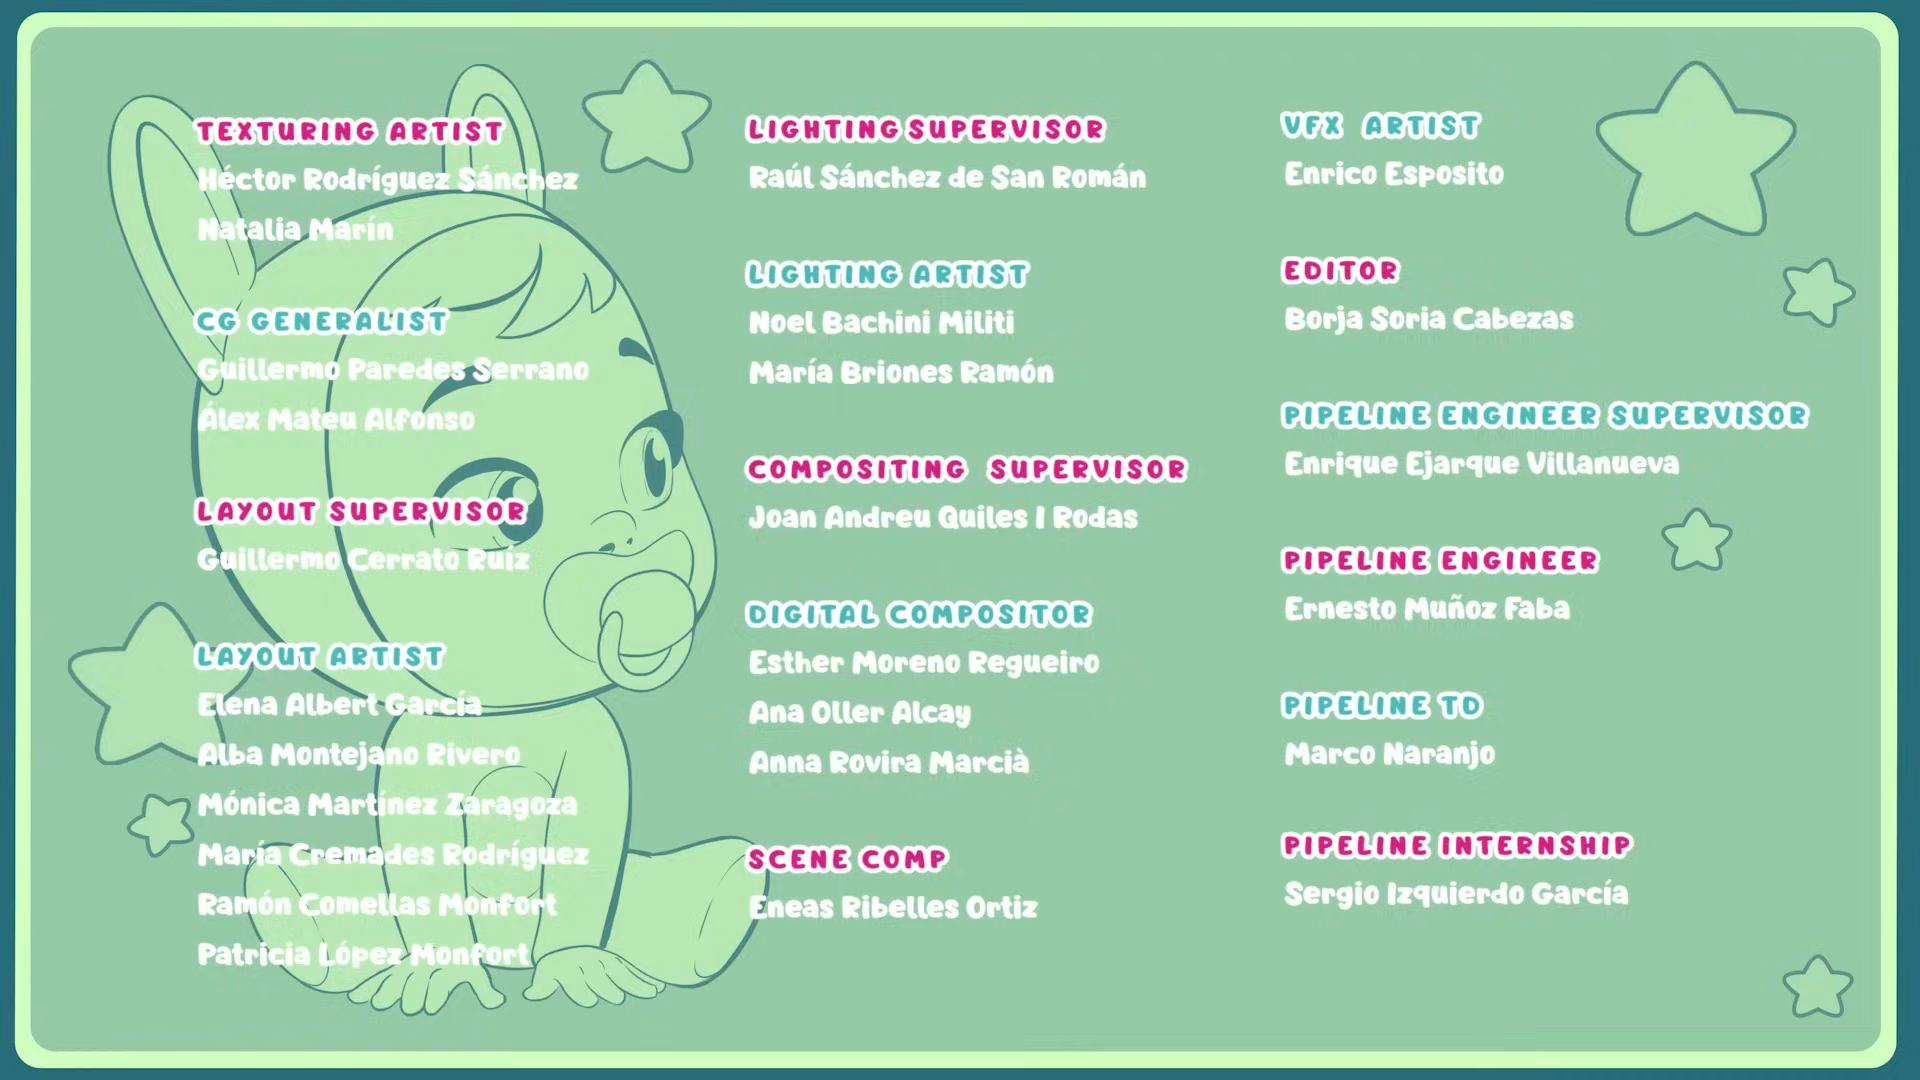 TEXTURING ARTIST
Héctor Rodríguez Sánchez
Natalia Marín
CG GENERALIST
Guillermo Paredes Serrano
Álex Mateu Alfonso
LAYOUT SUPERVISOR
Guillermo Cerrato Ruíz
LAYOUT ARTIST
Elena Albert García
Alba Montejano Rivero
Mónica Martínez Zaragoza
María Cremades Rodríguez
Ramón Comellas Monfort
Patricia López Monfort
LIGHTING SUPERVISOR
Raúl Sánchez de San Román
LIGHTING ARTIST
Noel Bachini Militi
María Briones Ramón
COMPOSITING SUPERVISOR
Joan Andreu Quiles I Rodas
DIGITAL COMPOSITOR
Esther Moreno Regueiro
Ana Oller Alcay
Anna Rovira Marcià
SCENE COMP
Eneas Ribelles Ortiz
VFX ARTIST
Enrico Esposito
EDITOR
Borja Soria Cabezas
PIPELINE ENGINEER SUPERVISOR
Enrique Ejarque Villanueva
PIPELINE ENGINEER
Ernesto Muñoz Faba
PIPELINE TD
Marco Naranjo
PIPELINE INTERNSHIP
Sergio Izquierdo García